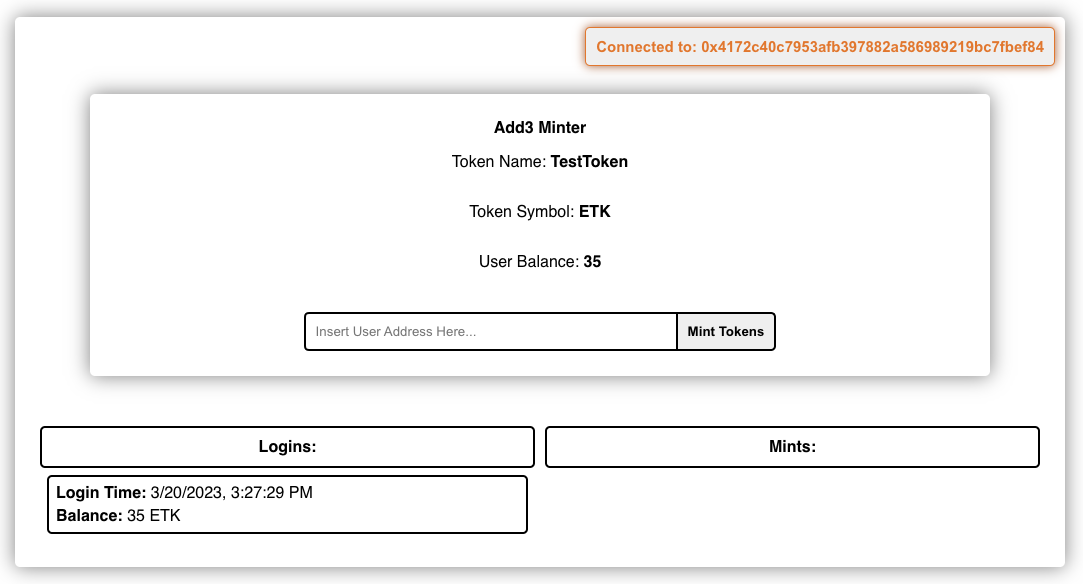 Connected to: 0x4172c40c7953afb397882a586989219bc7fbef84
Add3 Minter
Token Name: TestToken
Token Symbol: ETK
User Balance: 35
Insert User Address Here...
Mint Tokens
Logins:
Mints:
Login Time: 3/20/2023, 3:27:29 PM
Balance: 35 ETK